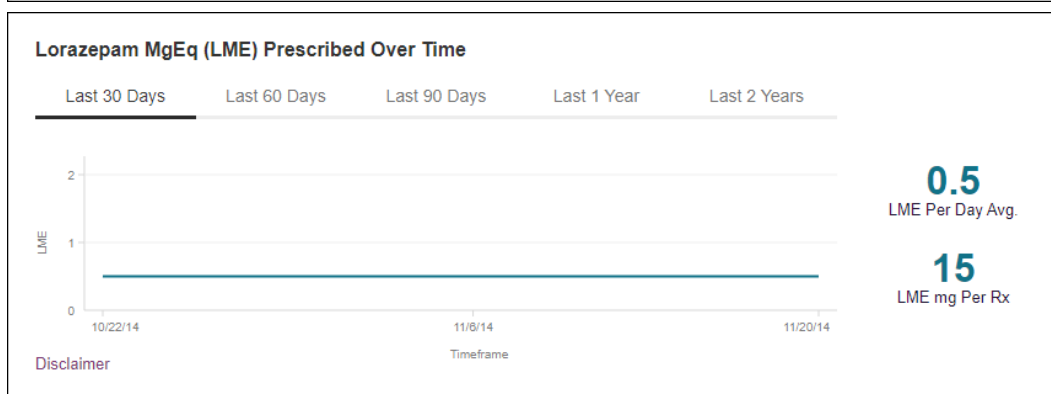 Lorazepam MgEq (LME) Prescribed Over Time
Last 30 Days Last 60 Days Last 90 Days Last 1 Year Last 2 Years
2
1
0
LME
10/22/14 11/6/14 11/20/14
Timeframe
0.5
LME Per Day Avg.
15
LME mg Per Rx
Disclaimer